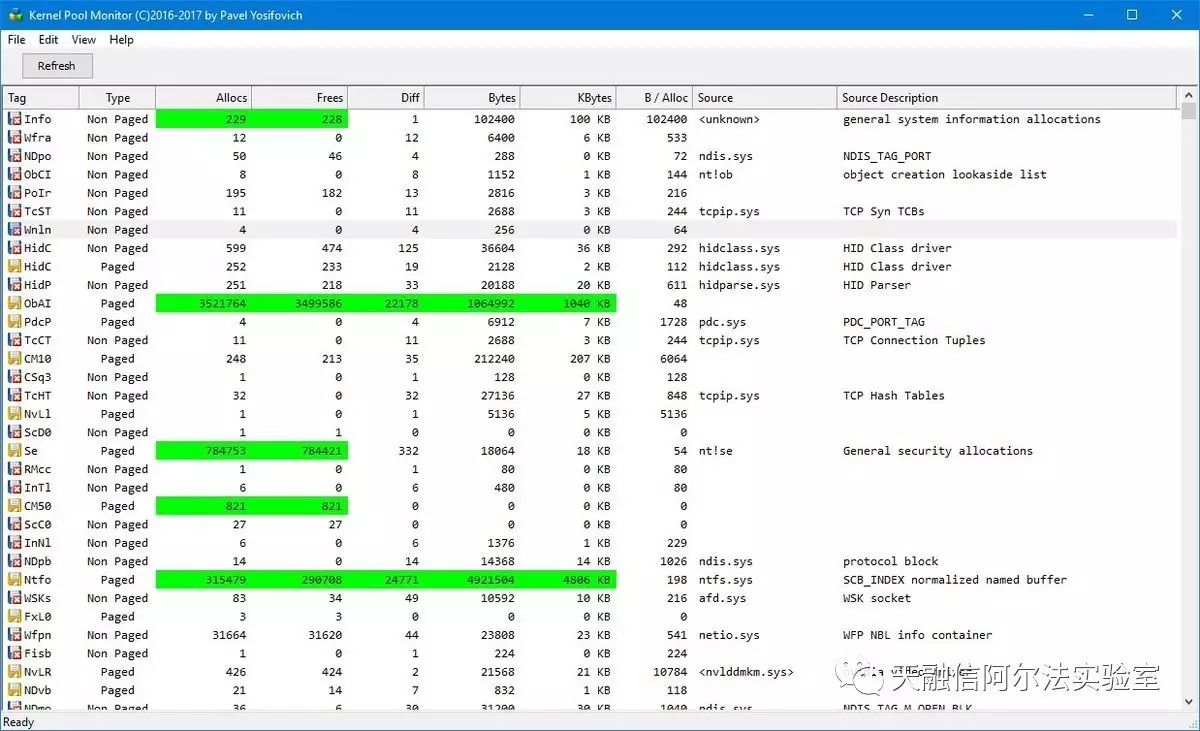 Kernel Pool Monitor (C)2016-2017 by Pavel Yosifovich
File Edit View Help
Refresh
Tag Type Allocs Frees Diff Bytes KBytes B / Alloc Source Source Description
Info Non Paged 229 228 1 102400 100 KB 102400 <unknown> general system information allocations
Wfra Non Paged 12 0 12 6400 6 KB 533
NDpo Non Paged 50 46 4 288 0 KB 72 ndis.sys NDIS_TAG_PORT
ObCI Non Paged 8 0 8 1152 1 KB 144 nt!ob object creation lookaside list
PoIr Non Paged 195 182 13 2816 3 KB 216
TcST Non Paged 11 0 11 2688 3 KB 244 tcpip.sys TCP Syn TCBs
Wnln Non Paged 4 0 4 256 0 KB 64
HidC Non Paged 599 474 125 36604 36 KB 292 hidclass.sys HID Class driver
HidC Paged 252 233 19 2128 2 KB 112 hidclass.sys HID Class driver
HidP Non Paged 251 218 33 20188 20 KB 611 hidparse.sys HID Parser
ObAI Paged 3521764 3499586 22178 1064992 1040 KB 48
PdcP Paged 4 0 4 6912 7 KB 1728 pdc.sys PDC_PORT_TAG
TcCT Non Paged 11 0 11 2688 3 KB 244 tcpip.sys TCP Connection Tuples
CM10 Paged 248 213 35 212240 207 KB 6064
CSq3 Non Paged 1 0 1 128 0 KB 128
TcHT Non Paged 32 0 32 27136 27 KB 848 tcpip.sys TCP Hash Tables
NvLl Paged 1 0 1 5136 5 KB 5136
ScD0 Non Paged 1 1 0 0 0 KB 0
Se Paged 784753 784421 332 18064 18 KB 54 nt!se General security allocations
RMcc Non Paged 1 0 1 80 0 KB 80
InTl Non Paged 6 0 6 480 0 KB 80
CM50 Paged 821 821 0 0 0 KB 0
ScC0 Non Paged 27 27 0 0 0 KB 0
InNl Non Paged 6 0 6 1376 1 KB 229
NDpb Non Paged 14 0 14 14368 14 KB 1026 ndis.sys protocol block
Ntfo Paged 315479 290708 24771 4921504 4806 KB 198 ntfs.sys SCB_INDEX normalized named buffer
WSKs Non Paged 83 34 49 10592 10 KB 216 afd.sys WSK socket
FxL0 Paged 3 3 0 0 0 KB 0
Wfpn Non Paged 31664 31620 44 23808 23 KB 541 netio.sys WFP NBL info container
Fisb Non Paged 1 0 1 224 0 KB 224
NvLR Paged 426 424 2 21568 21 KB 10784 <nvlddmkm.sys>
NDvb Paged 21 14 7 832 1 KB 118
NDmo Non Paged 36 6 30 31200 30 KB 1040 ndis.sys NDIS_TAG_M_OPEN_BLK
天融信阿尔法实验室
Ready